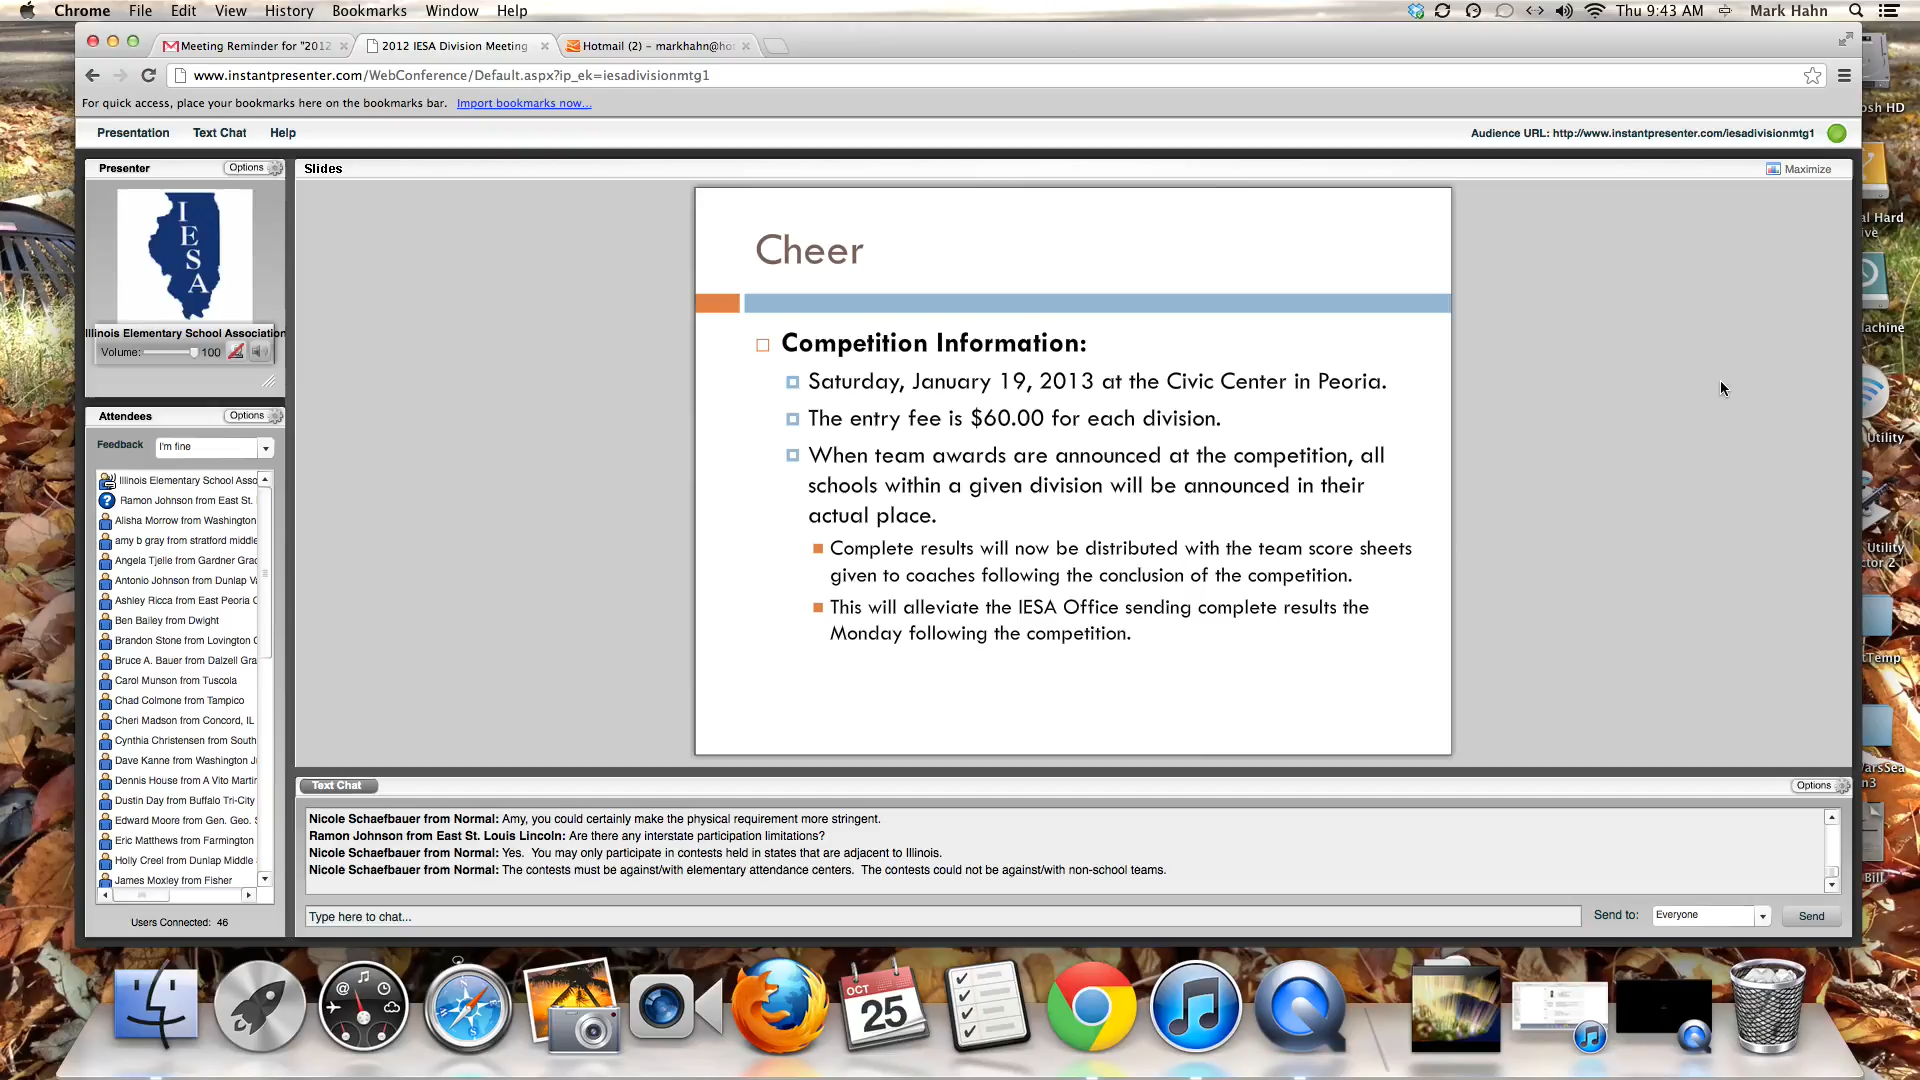 Chrome File Edit View History Bookmarks Window Help Thu 9:43 AM Mark Hahn
Meeting Reminder for "2012 2012 IESA Division Meeting Hotmail (2) - markhahn@ho
www.instantpresenter.com/WebConference/Default.aspx?ip_ek=iesadivisionmtg1
For quick access, place your bookmarks here on the bookmarks bar. Import bookmarks now...
Presentation Text Chat Help Audience URL: http://www.instantpresenter.com/iesadivisionmtg1
Presenter Options
IESA
Illinois Elementary School Association
Volume: 100
Attendees Options
Feedback I'm fine
Illinois Elementary School Asso
Ramon Johnson from East St.
Alisha Morrow from Washington
amy b gray from stratford middle
Angela Tjelle from Gardner Grad
Antonio Johnson from Dunlap Va
Ashley Ricca from East Peoria C
Ben Bailey from Dwight
Brandon Stone from Lovington G
Bruce A. Bauer from Dalzell Gra
Carol Munson from Tuscola
Chad Colmone from Tampico
Cheri Madson from Concord, IL
Cynthia Christensen from South
Dave Kanne from Washington J
Dennis House from A Vito Martin
Dustin Day from Buffalo Tri-City
Edward Moore from Gen. Geo. S
Eric Matthews from Farmington
Holly Creel from Dunlap Middle
James Moxley from Fisher
Users Connected: 46
Slides Maximize
Cheer
Competition Information:
Saturday, January 19, 2013 at the Civic Center in Peoria.
The entry fee is $60.00 for each division.
When team awards are announced at the competition, all
schools within a given division will be announced in their
actual place.
Complete results will now be distributed with the team score sheets
given to coaches following the conclusion of the competition.
This will alleviate the IESA Office sending complete results the
Monday following the competition.
Text Chat Options
Nicole Schaefbauer from Normal: Amy, you could certainly make the physical requirement more stringent.
Ramon Johnson from East St. Louis Lincoln: Are there any interstate participation limitations?
Nicole Schaefbauer from Normal: Yes. You may only participate in contests held in states that are adjacent to Illinois.
Nicole Schaefbauer from Normal: The contests must be against/with elementary attendance centers. The contests could not be against/with non-school teams.
Type here to chat... Send to: Everyone Send
osh HD
al Hard
ive
achine
Utility
Utility
ctor 2
tTemp
arsSea
n3
Bill
OCT
25